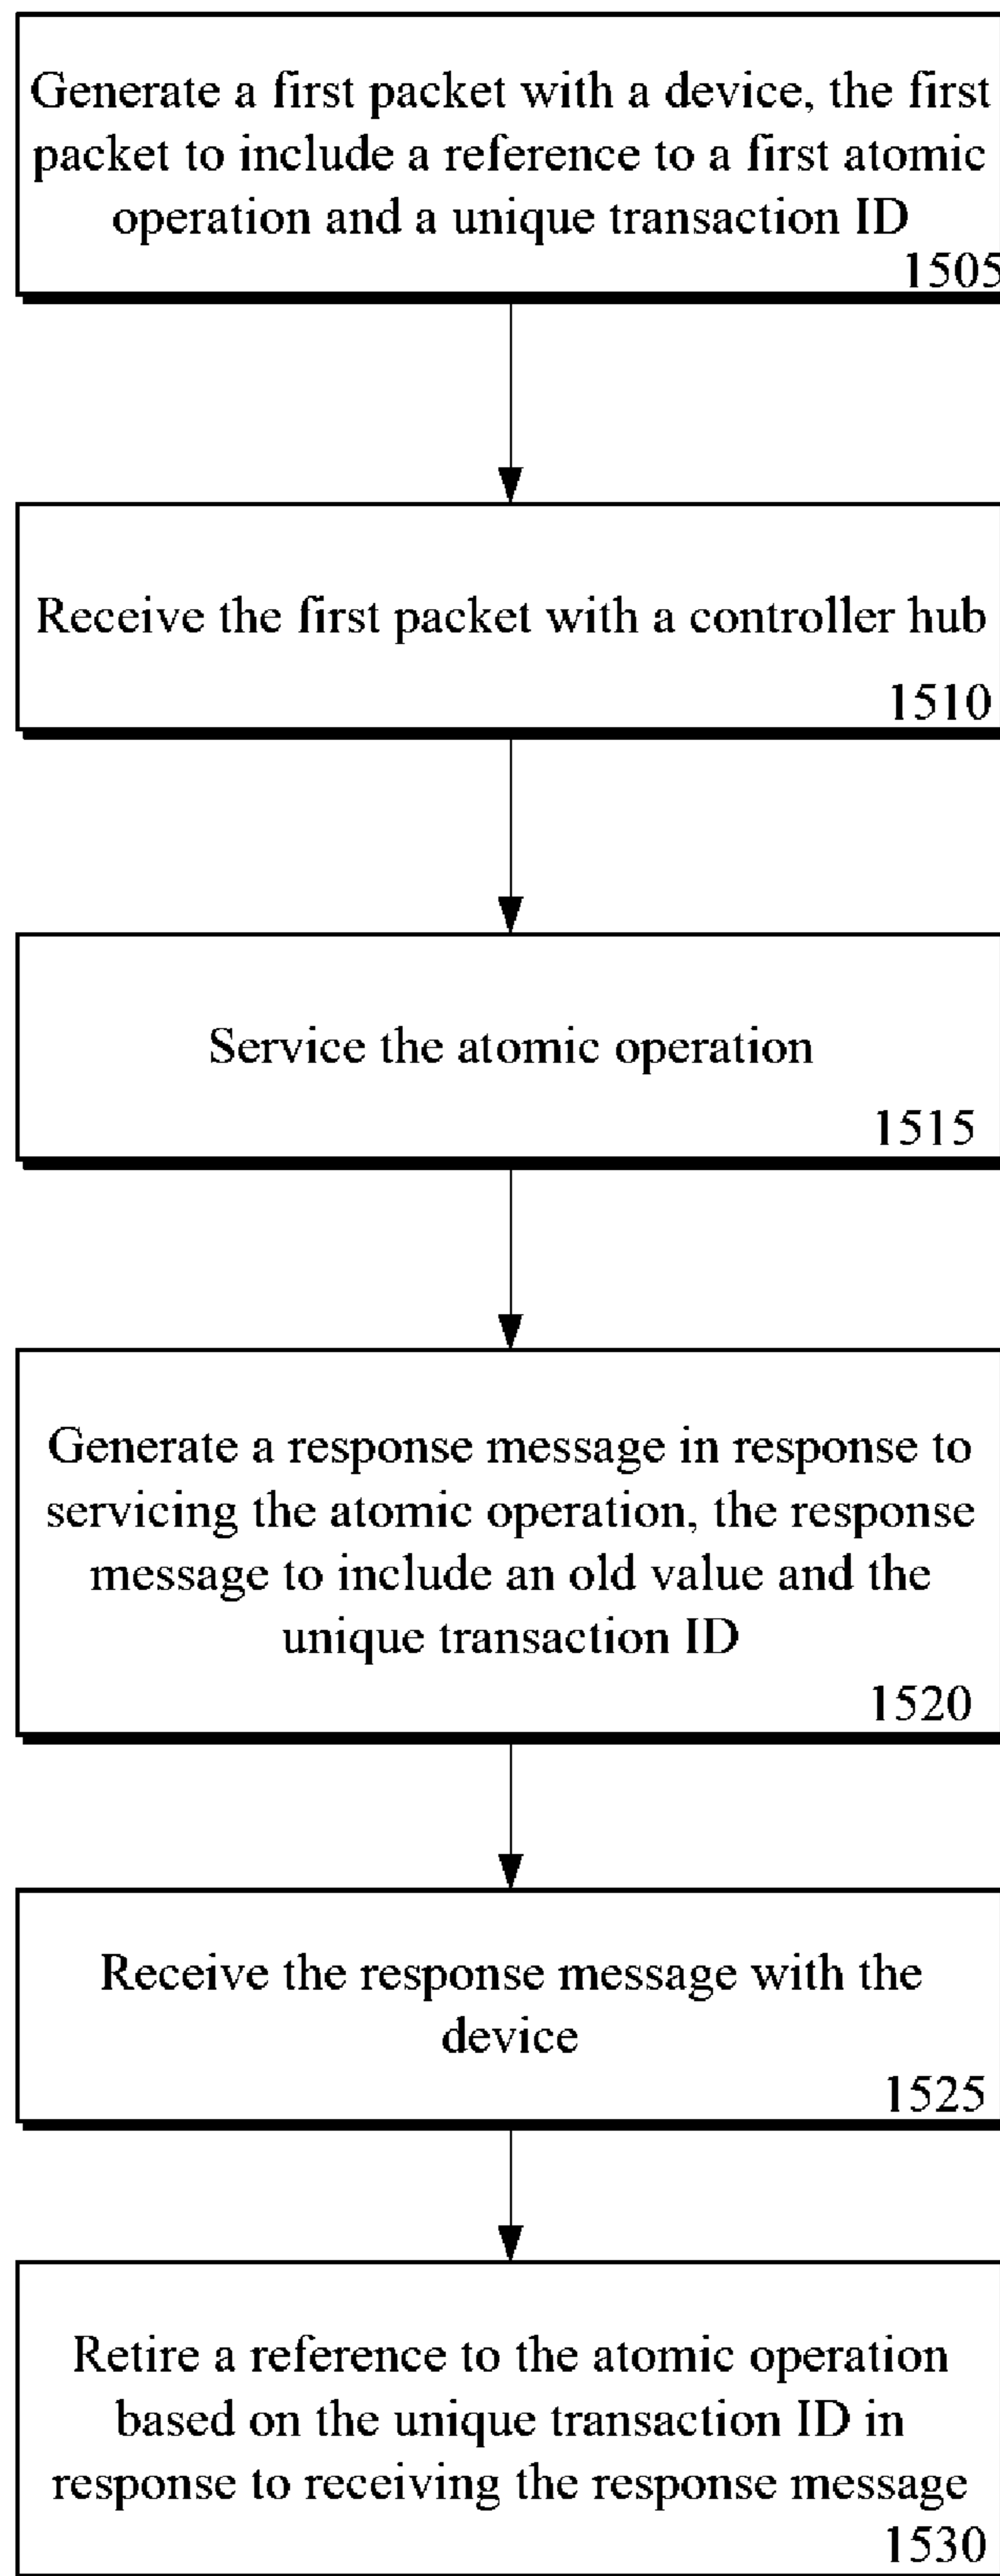 Generate a first packet with a device, the first
packet to include a reference to a first atomic
operation and a unique transaction ID
1505
Receive the first packet with a controller hub
1510
Service the atomic operation
1515
Generate a response message in response to
servicing the atomic operation, the response
message to include an old value and the
unique transaction ID
1520
Receive the response message with the
device
1525
Retire a reference to the atomic operation
based on the unique transaction ID in
response to receiving the response message
1530